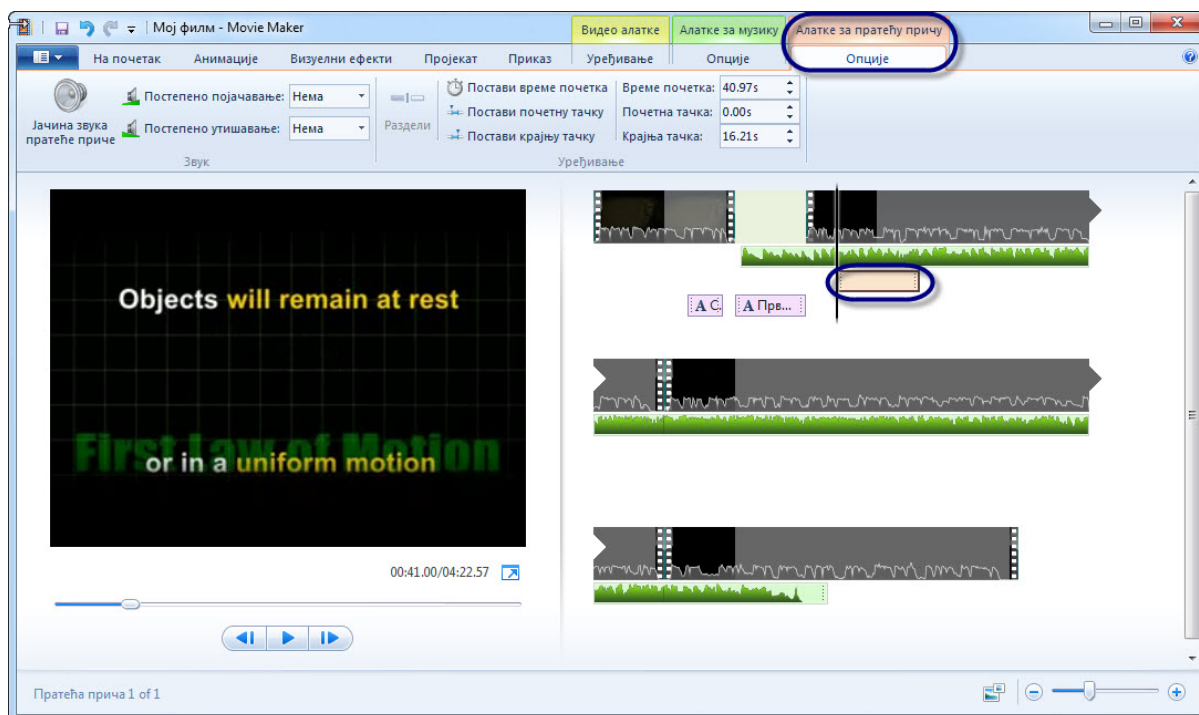 Мој филм - Movie Maker
Видео алатке
Алатке за музику
Алатке за пратећу причу
На почетак
Анимације
Визуелни ефекти
Пројекат
Приказ
Уређивање
Опције
Опције
Јачина звука
пратеће приче
Постепено појачавање: Нема
Постепено утишавање: Нема
Звук
Раздели
Постави време почетка
Постави почетну тачку
Постави крајњу тачку
Време почетка: 40.97s
Почетна тачка: 0.00s
Крајња тачка: 16.21s
Уређивање
Objects will remain at rest
First Law of Motion
or in a uniform motion
00:41.00/04:22.57
A С.
A Прв...
Пратећа прича 1 of 1